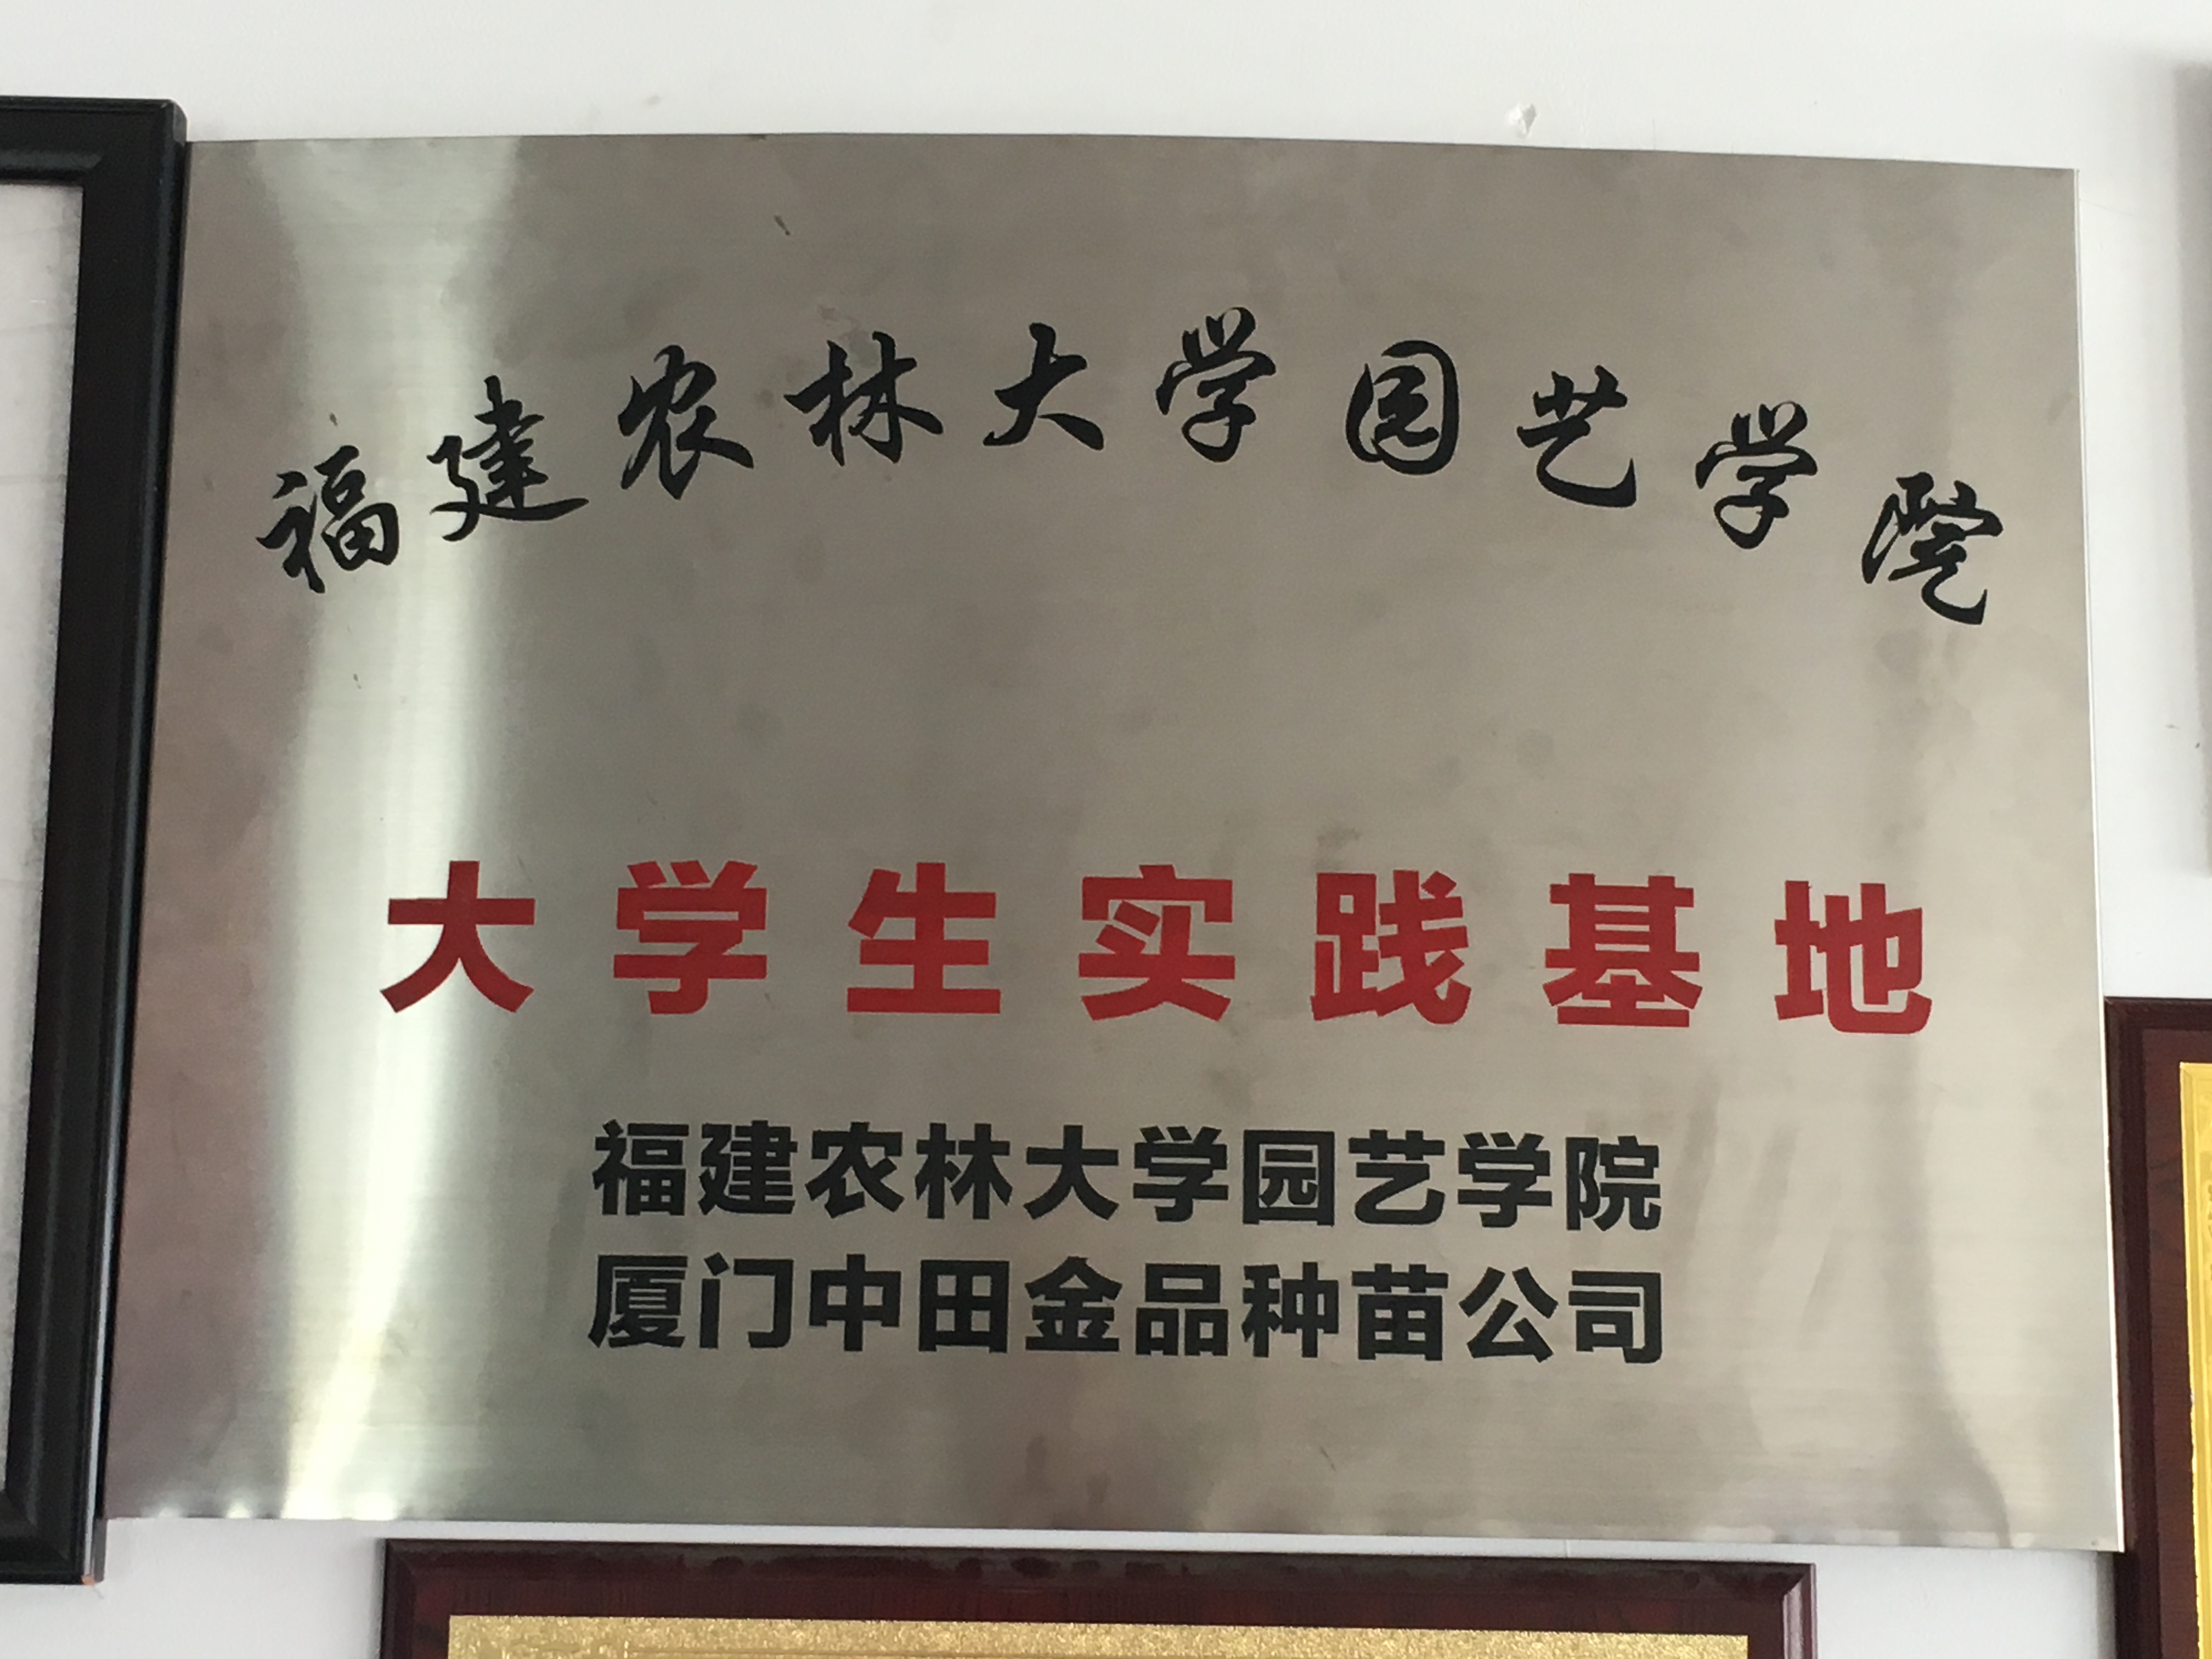 福建农林大学园艺学院
大学生实践基地
福建农林大学园艺学院
厦门中田金品种苗公司